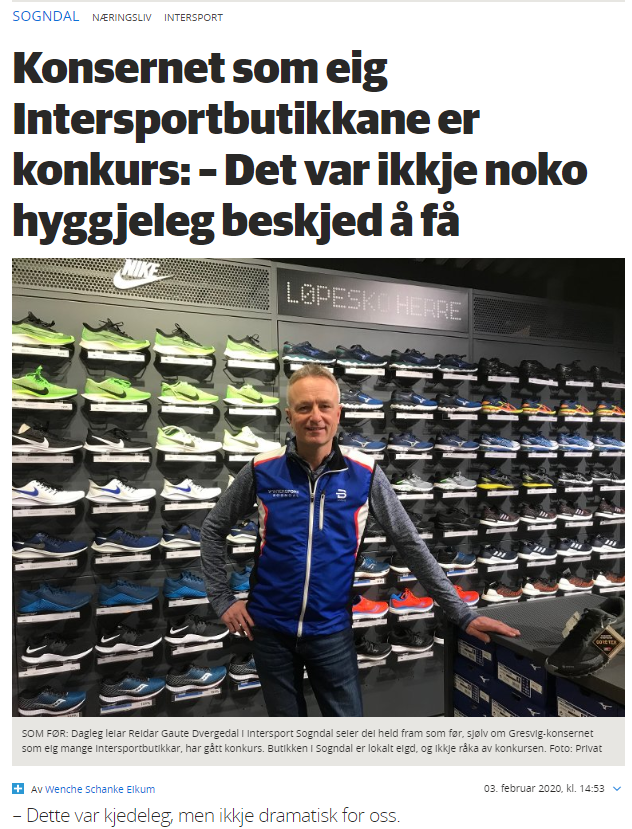 SOGNDAL NÆRINGSLIV INTERSPORT
Konsernet som eig
Intersportbutikkane er
konkurs: – Det var ikkje noko
hyggjeleg beskjed å få
NIKE
LØPESKO HERRE
SOM FØR: Dagleg leiar Reidar Gaute Dvergedal i Intersport Sogndal seier dei held fram som før, sjølv om Gresvig-konsernet
som eig mange Intersportbutikkar, har gått konkurs. Butikken i Sogndal er lokalt eigd, og ikkje råka av konkursen. Foto: Privat
Av Wenche Schanke Eikum
03. februar 2020, kl. 14:53
– Dette var kjedeleg, men ikkje dramatisk for oss.